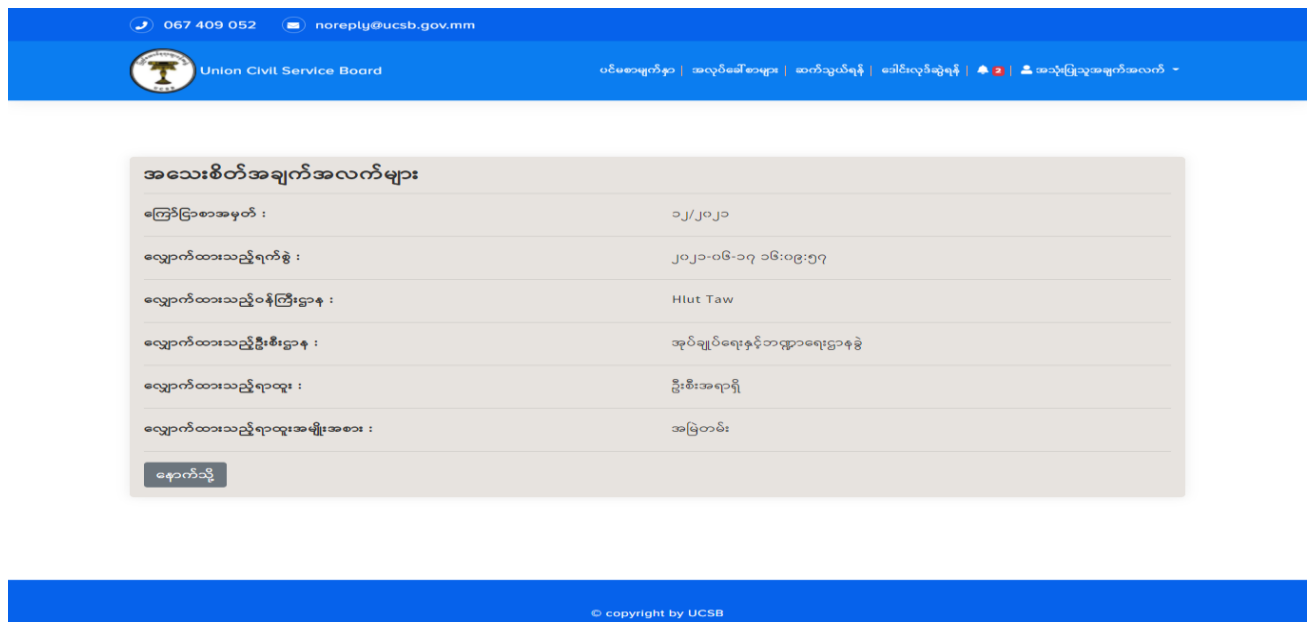 067 409 052 noreply@ucsb.gov.mm
Union Civil Service Board ပင်မစာမျက်နှာ | အလုပ်ခေါ်စာများ | ဆက်သွယ်ရန် | ဒေါင်းလုဒ်ဆွဲရန် | 2 | အသုံးပြုသူအချက်အလက်
အသေးစိတ်အချက်အလက်များ
ကြော်ငြာစာအမှတ် : ၁၂/၂၀၂၁
လျှောက်ထားသည့်ရက်စွဲ : ၂၀၂၁-၀၆-၁၇ ၁၆:၀၉:၅၇
လျှောက်ထားသည့်ဝန်ကြီးဌာန : Hlut Taw
လျှောက်ထားသည့်ဦးစီးဌာန : အုပ်ချုပ်ရေးနှင့်ဘဏ္ဍာရေးဌာနခွဲ
လျှောက်ထားသည့်ရာထူး : ဦးစီးအရာရှိ
လျှောက်ထားသည့်ရာထူးအမျိုးအစား : အမြဲတမ်း
နောက်သို့
© copyright by UCSB